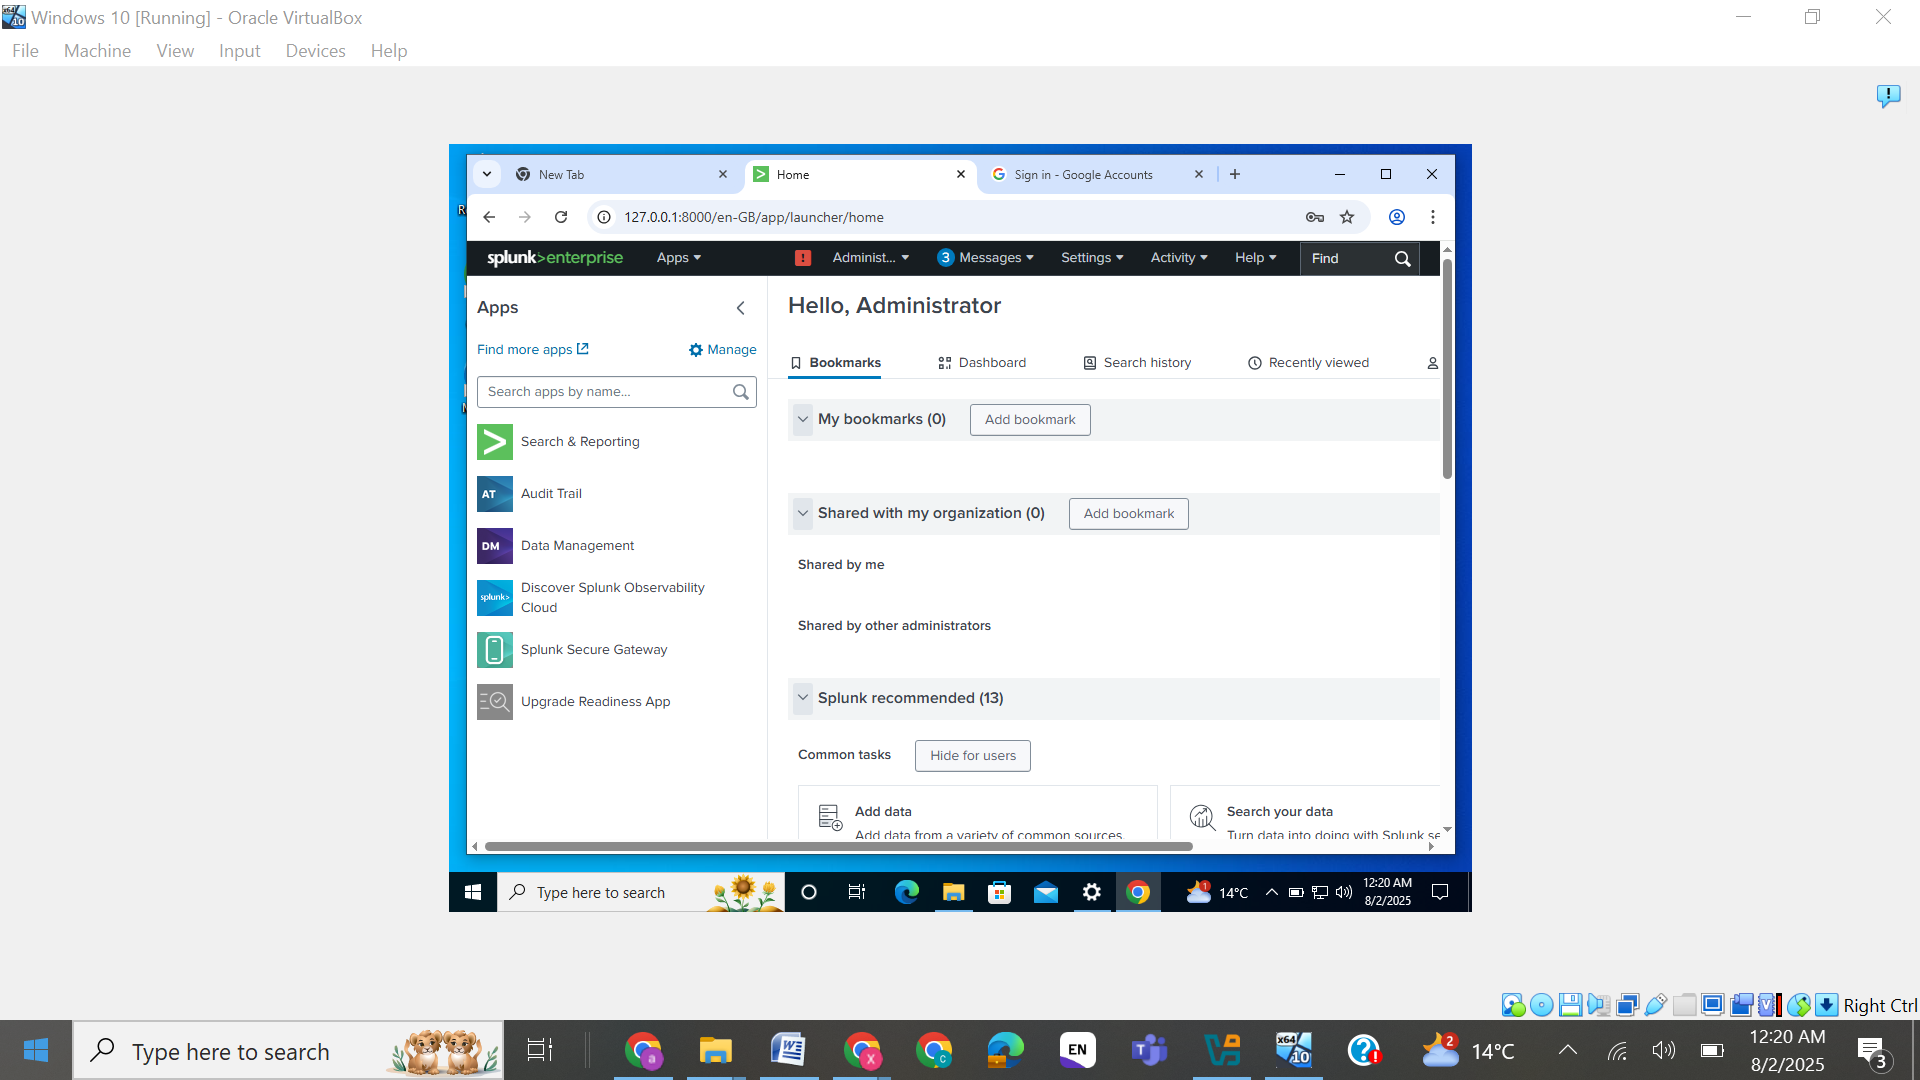 Windows 10 [Running] - Oracle VirtualBox
File Machine View Input Devices Help
New Tab
Home
Sign in - Google Accounts
127.0.0.1:8000/en-GB/app/launcher/home
splunk>enterprise Apps Administ... 3 Messages Settings Activity Help Find
Apps
Find more apps Manage
Search apps by name...
Search & Reporting
AT Audit Trail
DM Data Management
splunk> Discover Splunk Observability
Cloud
Splunk Secure Gateway
Upgrade Readiness App
Hello, Administrator
Bookmarks Dashboard Search history Recently viewed
My bookmarks (0) Add bookmark
Shared with my organization (0) Add bookmark
Shared by me
Shared by other administrators
Splunk recommended (13)
Common tasks Hide for users
Add data
Add data from a variety of common sources.
Search your data
Turn data into doing with Splunk se
Type here to search
1 14°C
12:20 AM
8/2/2025
Right Ctrl
Type here to search
a
x
c
EN
x64
10
2 14°C
12:20 AM
8/2/2025
3